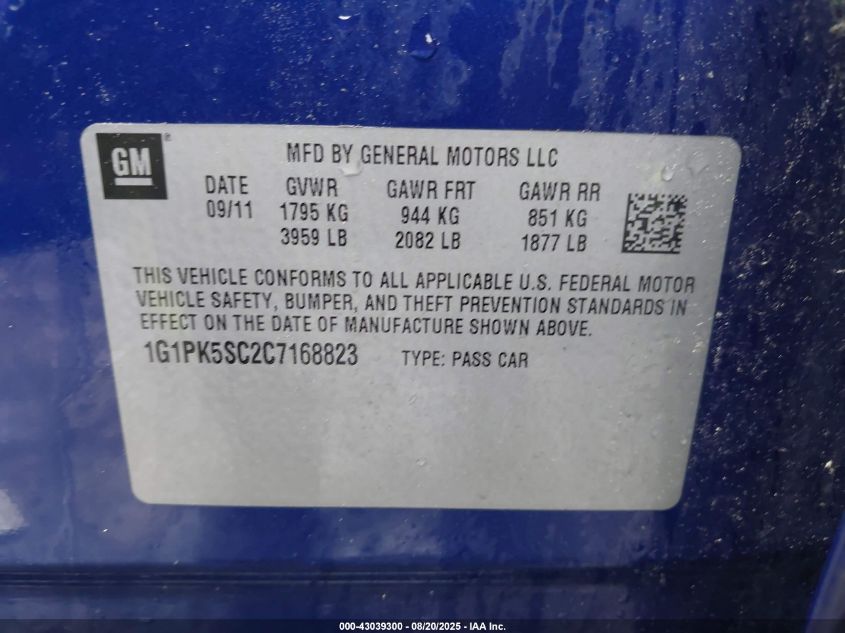 GM®
MFD BY GENERAL MOTORS LLC
DATE GVWR GAWR FRT GAWR RR
09/11 1795 KG 944 KG 851 KG
3959 LB 2082 LB 1877 LB
THIS VEHICLE CONFORMS TO ALL APPLICABLE U.S. FEDERAL MOTOR
VEHICLE SAFETY, BUMPER, AND THEFT PREVENTION STANDARDS IN
EFFECT ON THE DATE OF MANUFACTURE SHOWN ABOVE.
1G1PK5SC2C7168823 TYPE: PASS CAR
000-43039300 - 08/20/2025 - IAA Inc.